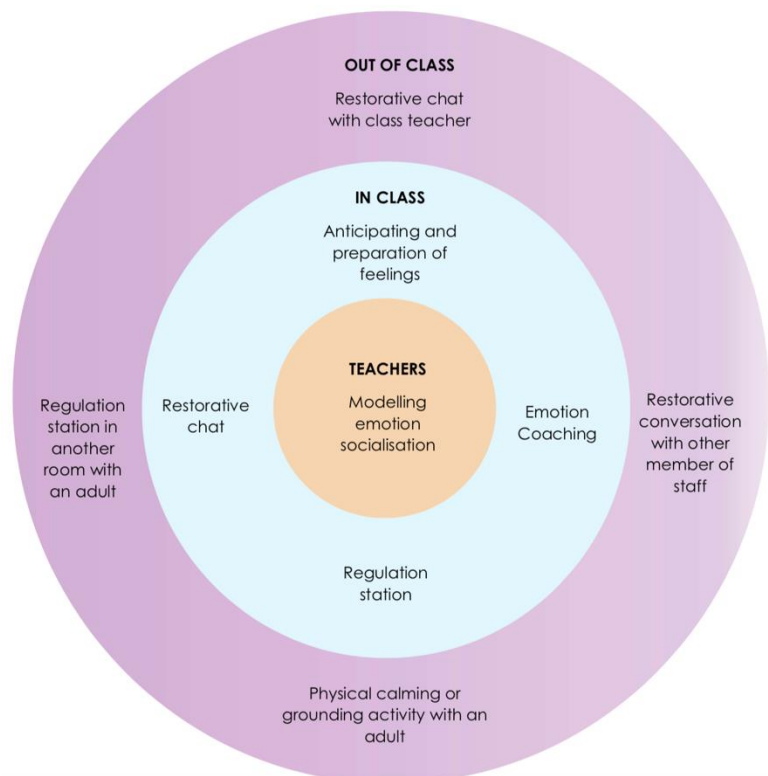 OUT OF CLASS
Restorative chat
with class teacher
IN CLASS
Anticipating and
preparation of
feelings
TEACHERS
Modelling
emotion
socialisation
Regulation
station in
another
room with
an adult
Restorative
chat
Emotion
Coaching
Restorative
conversation
with other
member of
staff
Regulation
station
Physical calming or
grounding activity with an
adult